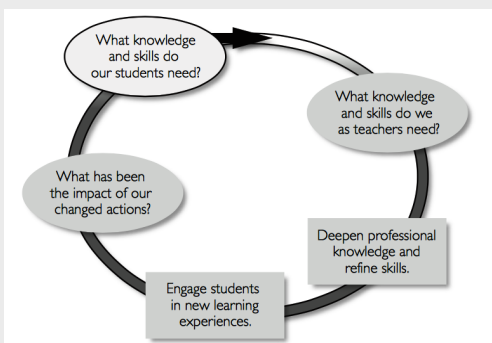 What knowledge
and skills do
our students need?
What knowledge
and skills do we
as teachers need?
Deepen professional
knowledge and
refine skills.
Engage students
in new learning
experiences.
What has been
the impact of our
changed actions?